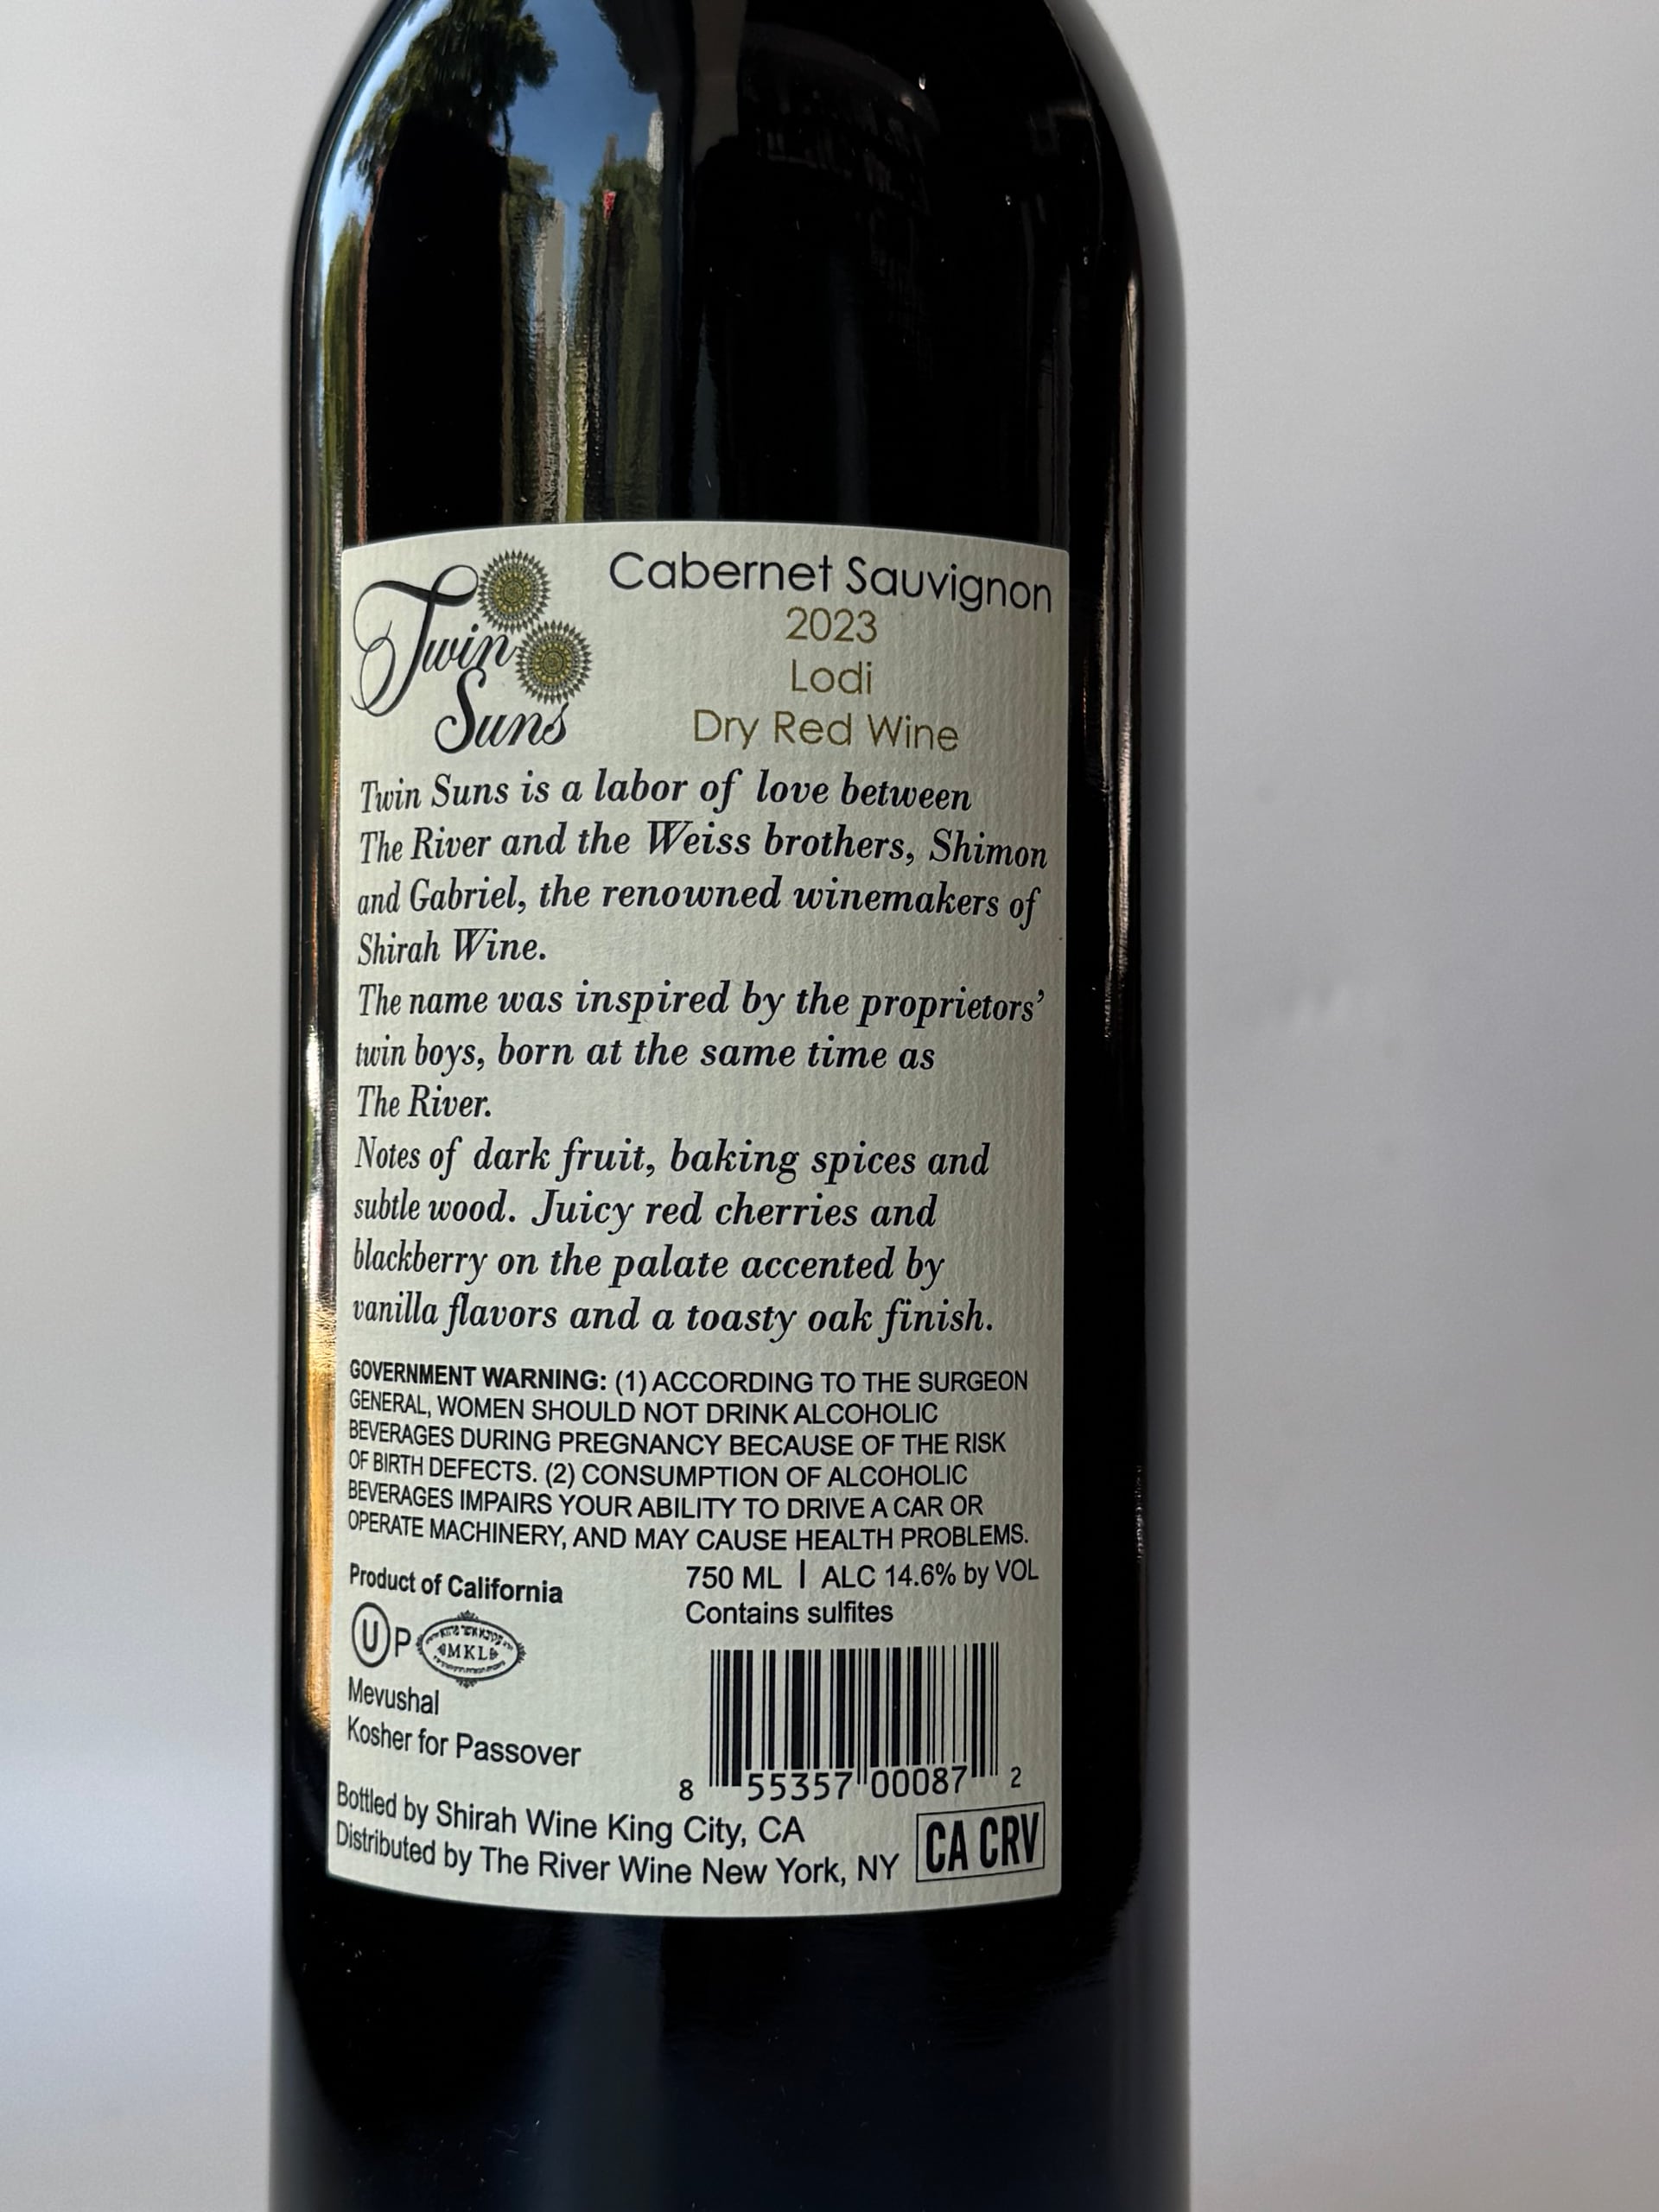 Twin
Suns
Cabernet Sauvignon
2023
Lodi
Dry Red Wine
Twin Suns is a labor of love between
The River and the Weiss brothers, Shimon
and Gabriel, the renowned winemakers of
Shirah Wine.
The name was inspired by the proprietors’
twin boys, born at the same time as
The River.
Notes of dark fruit, baking spices and
subtle wood. Juicy red cherries and
blackberry on the palate accented by
vanilla flavors and a toasty oak finish.
GOVERNMENT WARNING: (1) ACCORDING TO THE SURGEON
GENERAL, WOMEN SHOULD NOT DRINK ALCOHOLIC
BEVERAGES DURING PREGNANCY BECAUSE OF THE RISK
OF BIRTH DEFECTS. (2) CONSUMPTION OF ALCOHOLIC
BEVERAGES IMPAIRS YOUR ABILITY TO DRIVE A CAR OR
OPERATE MACHINERY, AND MAY CAUSE HEALTH PROBLEMS.
Product of California
750 ML | ALC 14.6% by VOL
Contains sulfites
U P
MKL
Mevushal
Kosher for Passover
8 55357 00087 2
Bottled by Shirah Wine King City, CA
Distributed by The River Wine New York, NY
CA CRV